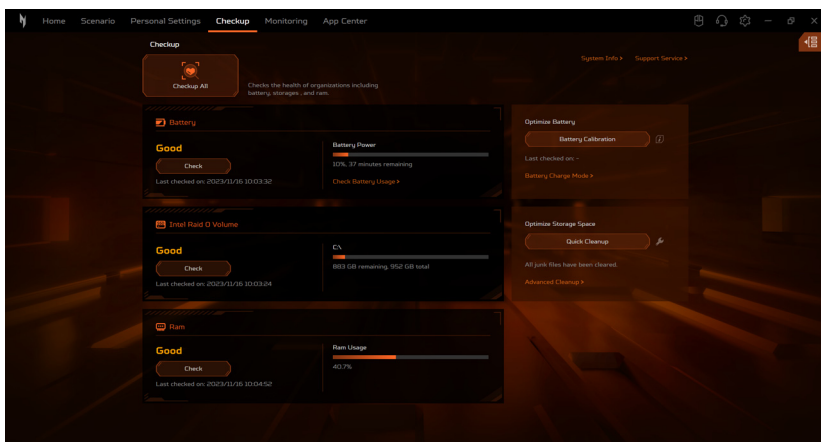 Home Scenario Personal Settings Checkup Monitoring App Center
Checkup
System Info > Support Service >
Checkup All
Checks the health of organizations including
battery, storages , and ram.
Battery
Good
Check
Last checked on: 2023/11/16 10:03:32
Battery Power
10%, 37 minutes remaining
Check Battery Usage >
Optimize Battery
Battery Calibration
Last checked on: -
Battery Charge Mode >
Intel Raid 0 Volume
Good
Check
Last checked on: 2023/11/16 10:03:24
C:\
883 GB remaining, 952 GB total
Optimize Storage Space
Quick Cleanup
All junk files have been cleared.
Advanced Cleanup >
Ram
Good
Check
Last checked on: 2023/11/16 10:04:52
Ram Usage
40.7%